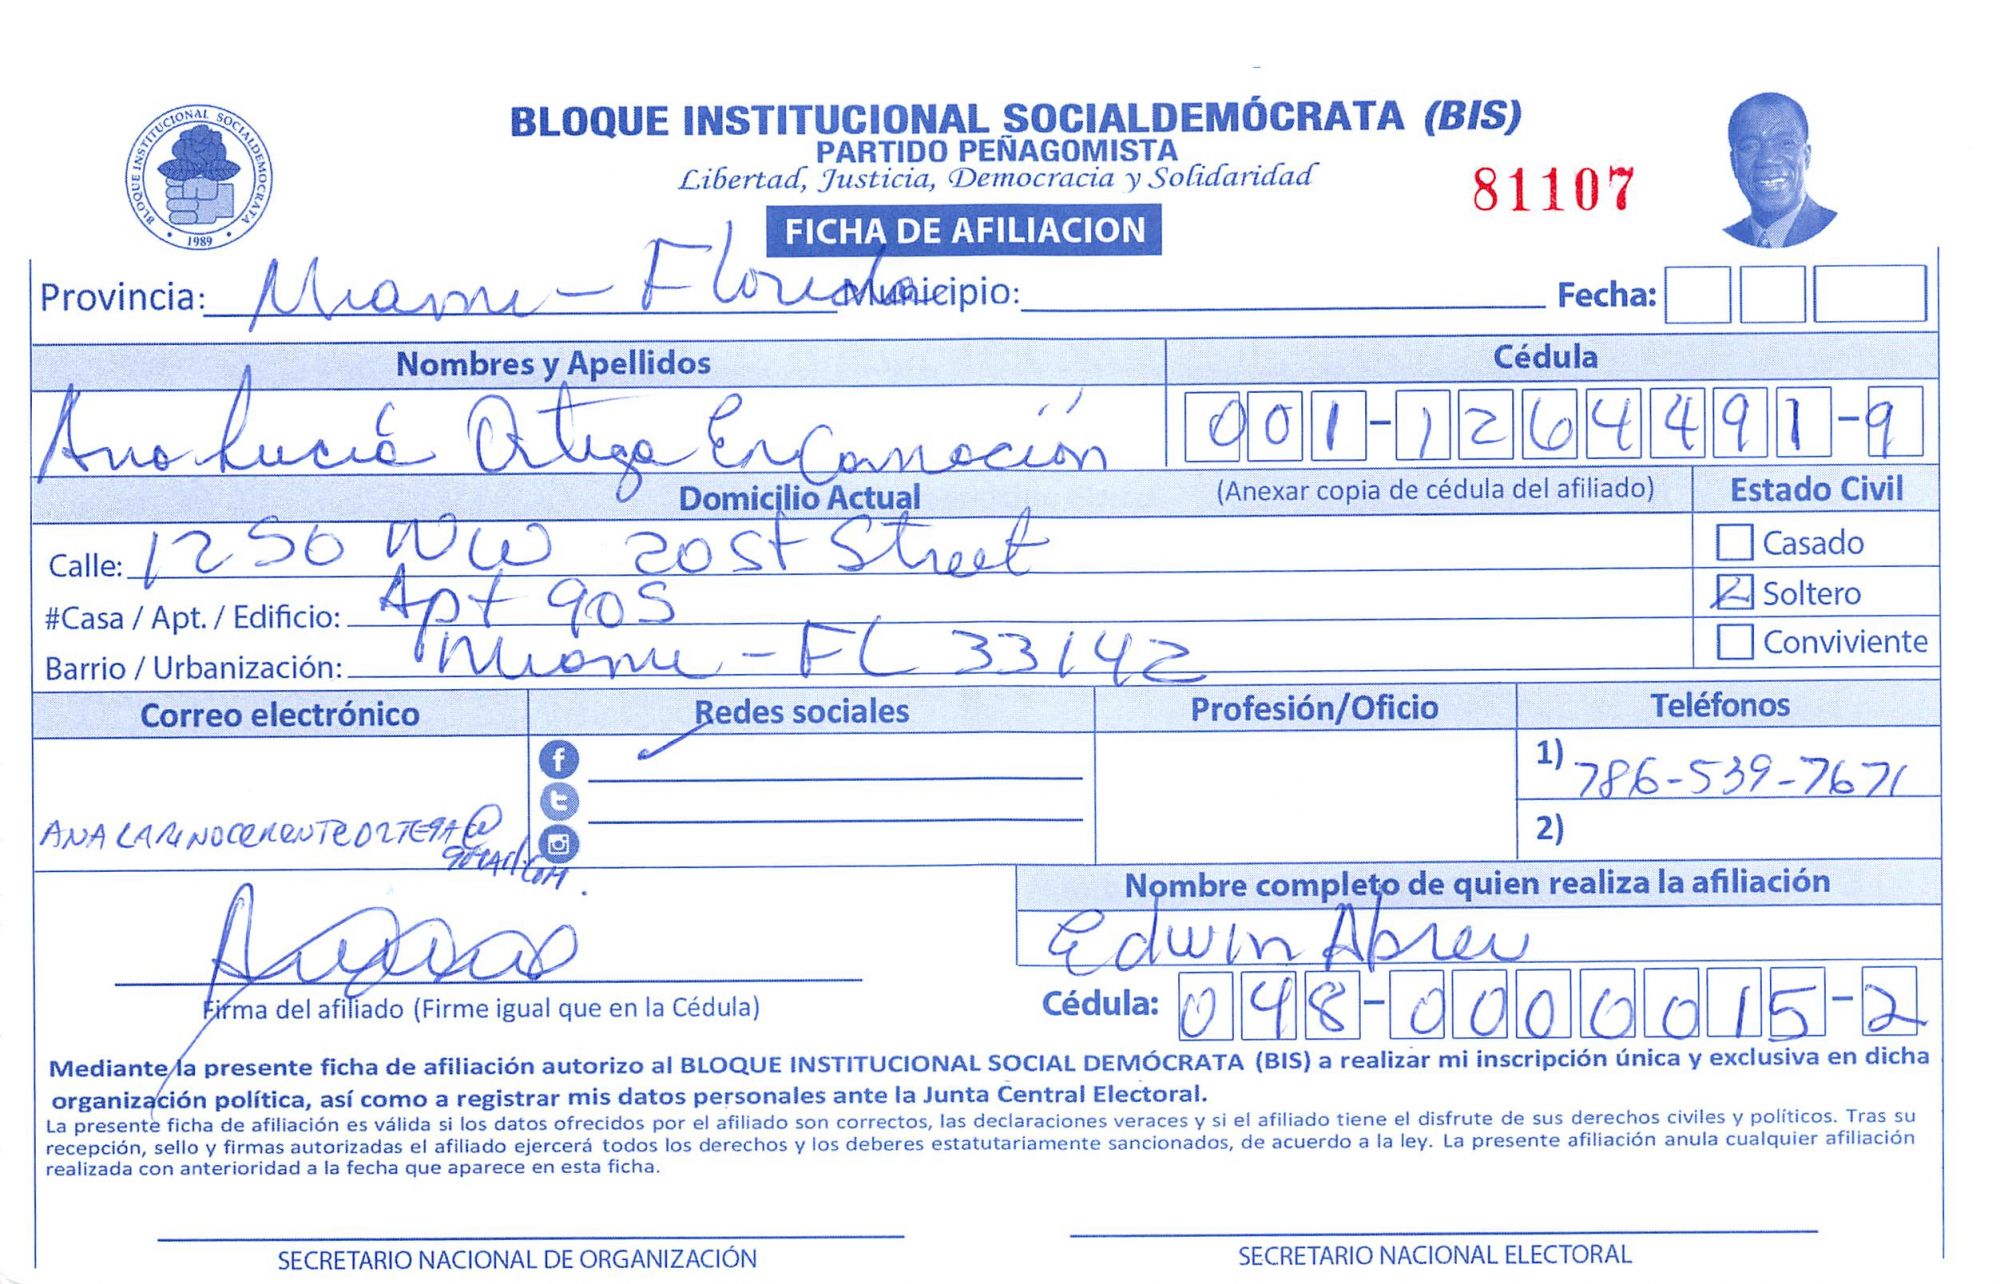 BLOQUE INSTITUCIONAL SOCIALDEMOCRATA
1989
BLOQUE INSTITUCIONAL SOCIALDEMÓCRATA (BIS)
PARTIDO PEÑAGOMISTA
Libertad, Justicia, Democracia y Solidaridad
81107
FICHA DE AFILIACION
Provincia: Miami - Florida Municipio: Fecha:
Nombres y Apellidos Cédula
Ana Lucía Ortega Encarnación 001-1264491-9
Domicilio Actual (Anexar copia de cédula del afiliado) Estado Civil
Calle: 1250 NW 20st Street Casado
#Casa / Apt. / Edificio: Apt 905 Soltero
Barrio / Urbanización: Miami - FL 33142 Conviviente
Correo electrónico Redes sociales Profesión/Oficio Teléfonos
1) 786-539-7671
2)
Nombre completo de quien realiza la afiliación
Edwin Abreu
Cédula: 048-0000015-2
Firma del afiliado (Firme igual que en la Cédula)
Mediante la presente ficha de afiliación autorizo al BLOQUE INSTITUCIONAL SOCIAL DEMÓCRATA (BIS) a realizar mi inscripción única y exclusiva en dicha
organización política, así como a registrar mis datos personales ante la Junta Central Electoral.
La presente ficha de afiliación es válida si los datos ofrecidos por el afiliado son correctos, las declaraciones veraces y si el afiliado tiene el disfrute de sus derechos civiles y políticos. Tras su
recepción, sello y firmas autorizadas el afiliado ejercerá todos los derechos y los deberes estatutariamente sancionados, de acuerdo a la ley. La presente afiliación anula cualquier afiliación
realizada con anterioridad a la fecha que aparece en esta ficha.
SECRETARIO NACIONAL DE ORGANIZACIÓN SECRETARIO NACIONAL ELECTORAL